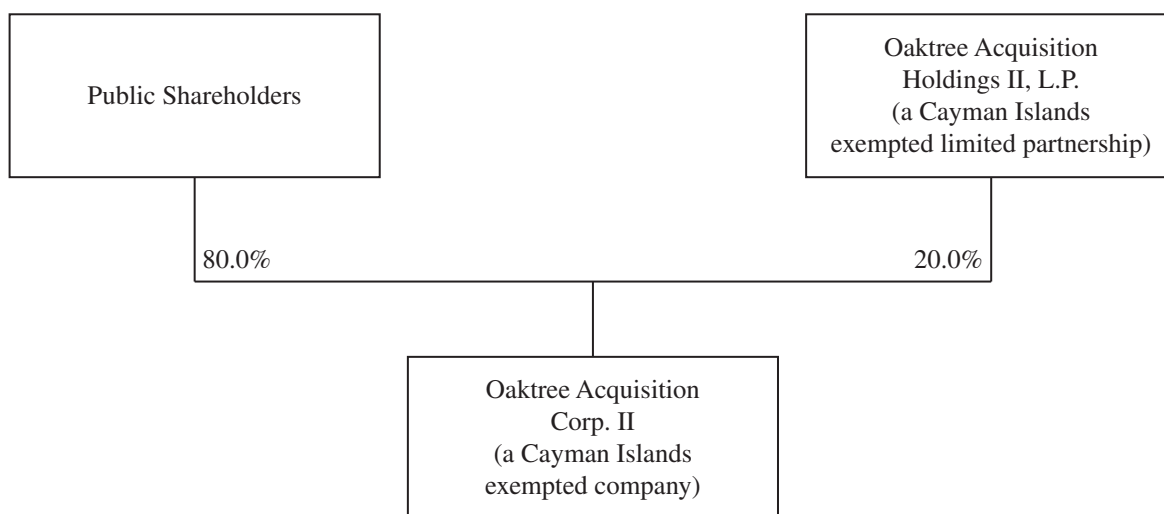 Public Shareholders
Oaktree Acquisition
Holdings II, L.P.
(a Cayman Islands
exempted limited partnership)
80.0%
20.0%
Oaktree Acquisition
Corp. II
(a Cayman Islands
exempted company)